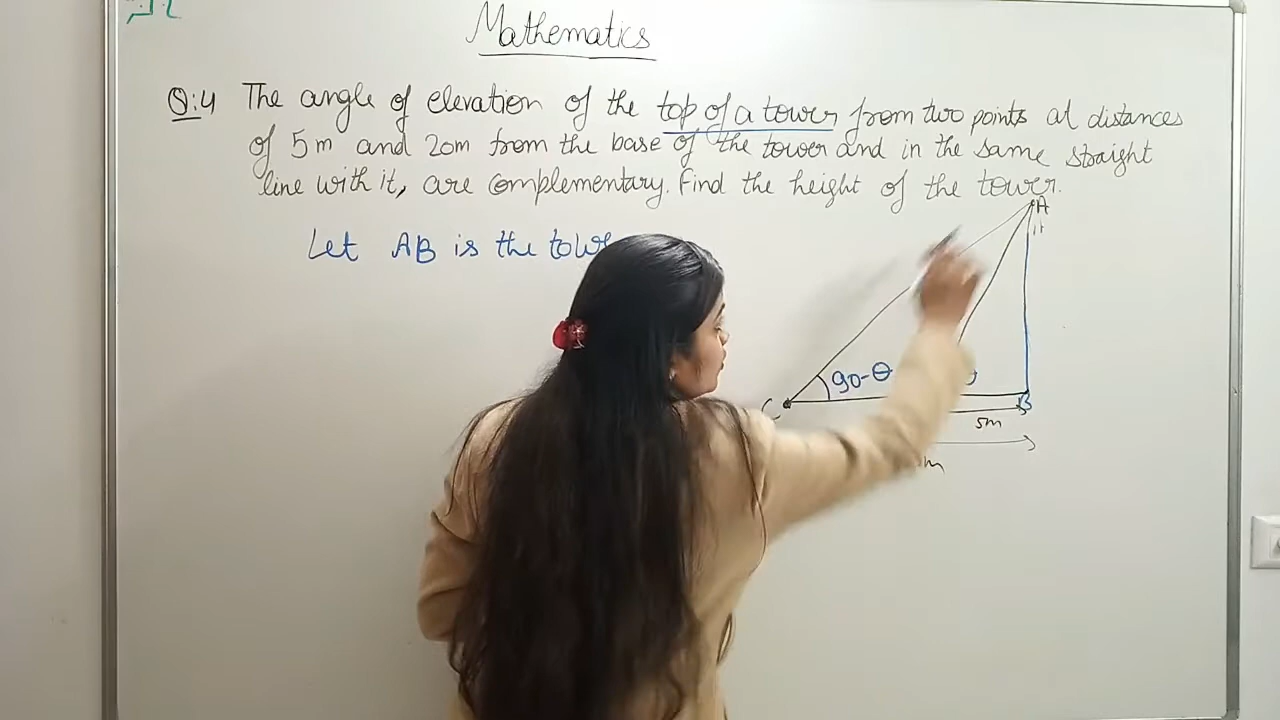 Mathematics
Q:4 The angle of elevation of the top of a tower from two points at distances
of 5m and 20m from the base of the tower and in the same straight
line with it, are complementary. Find the height of the tower.
Let AB is the
A
90-θ
C
B
5m
m